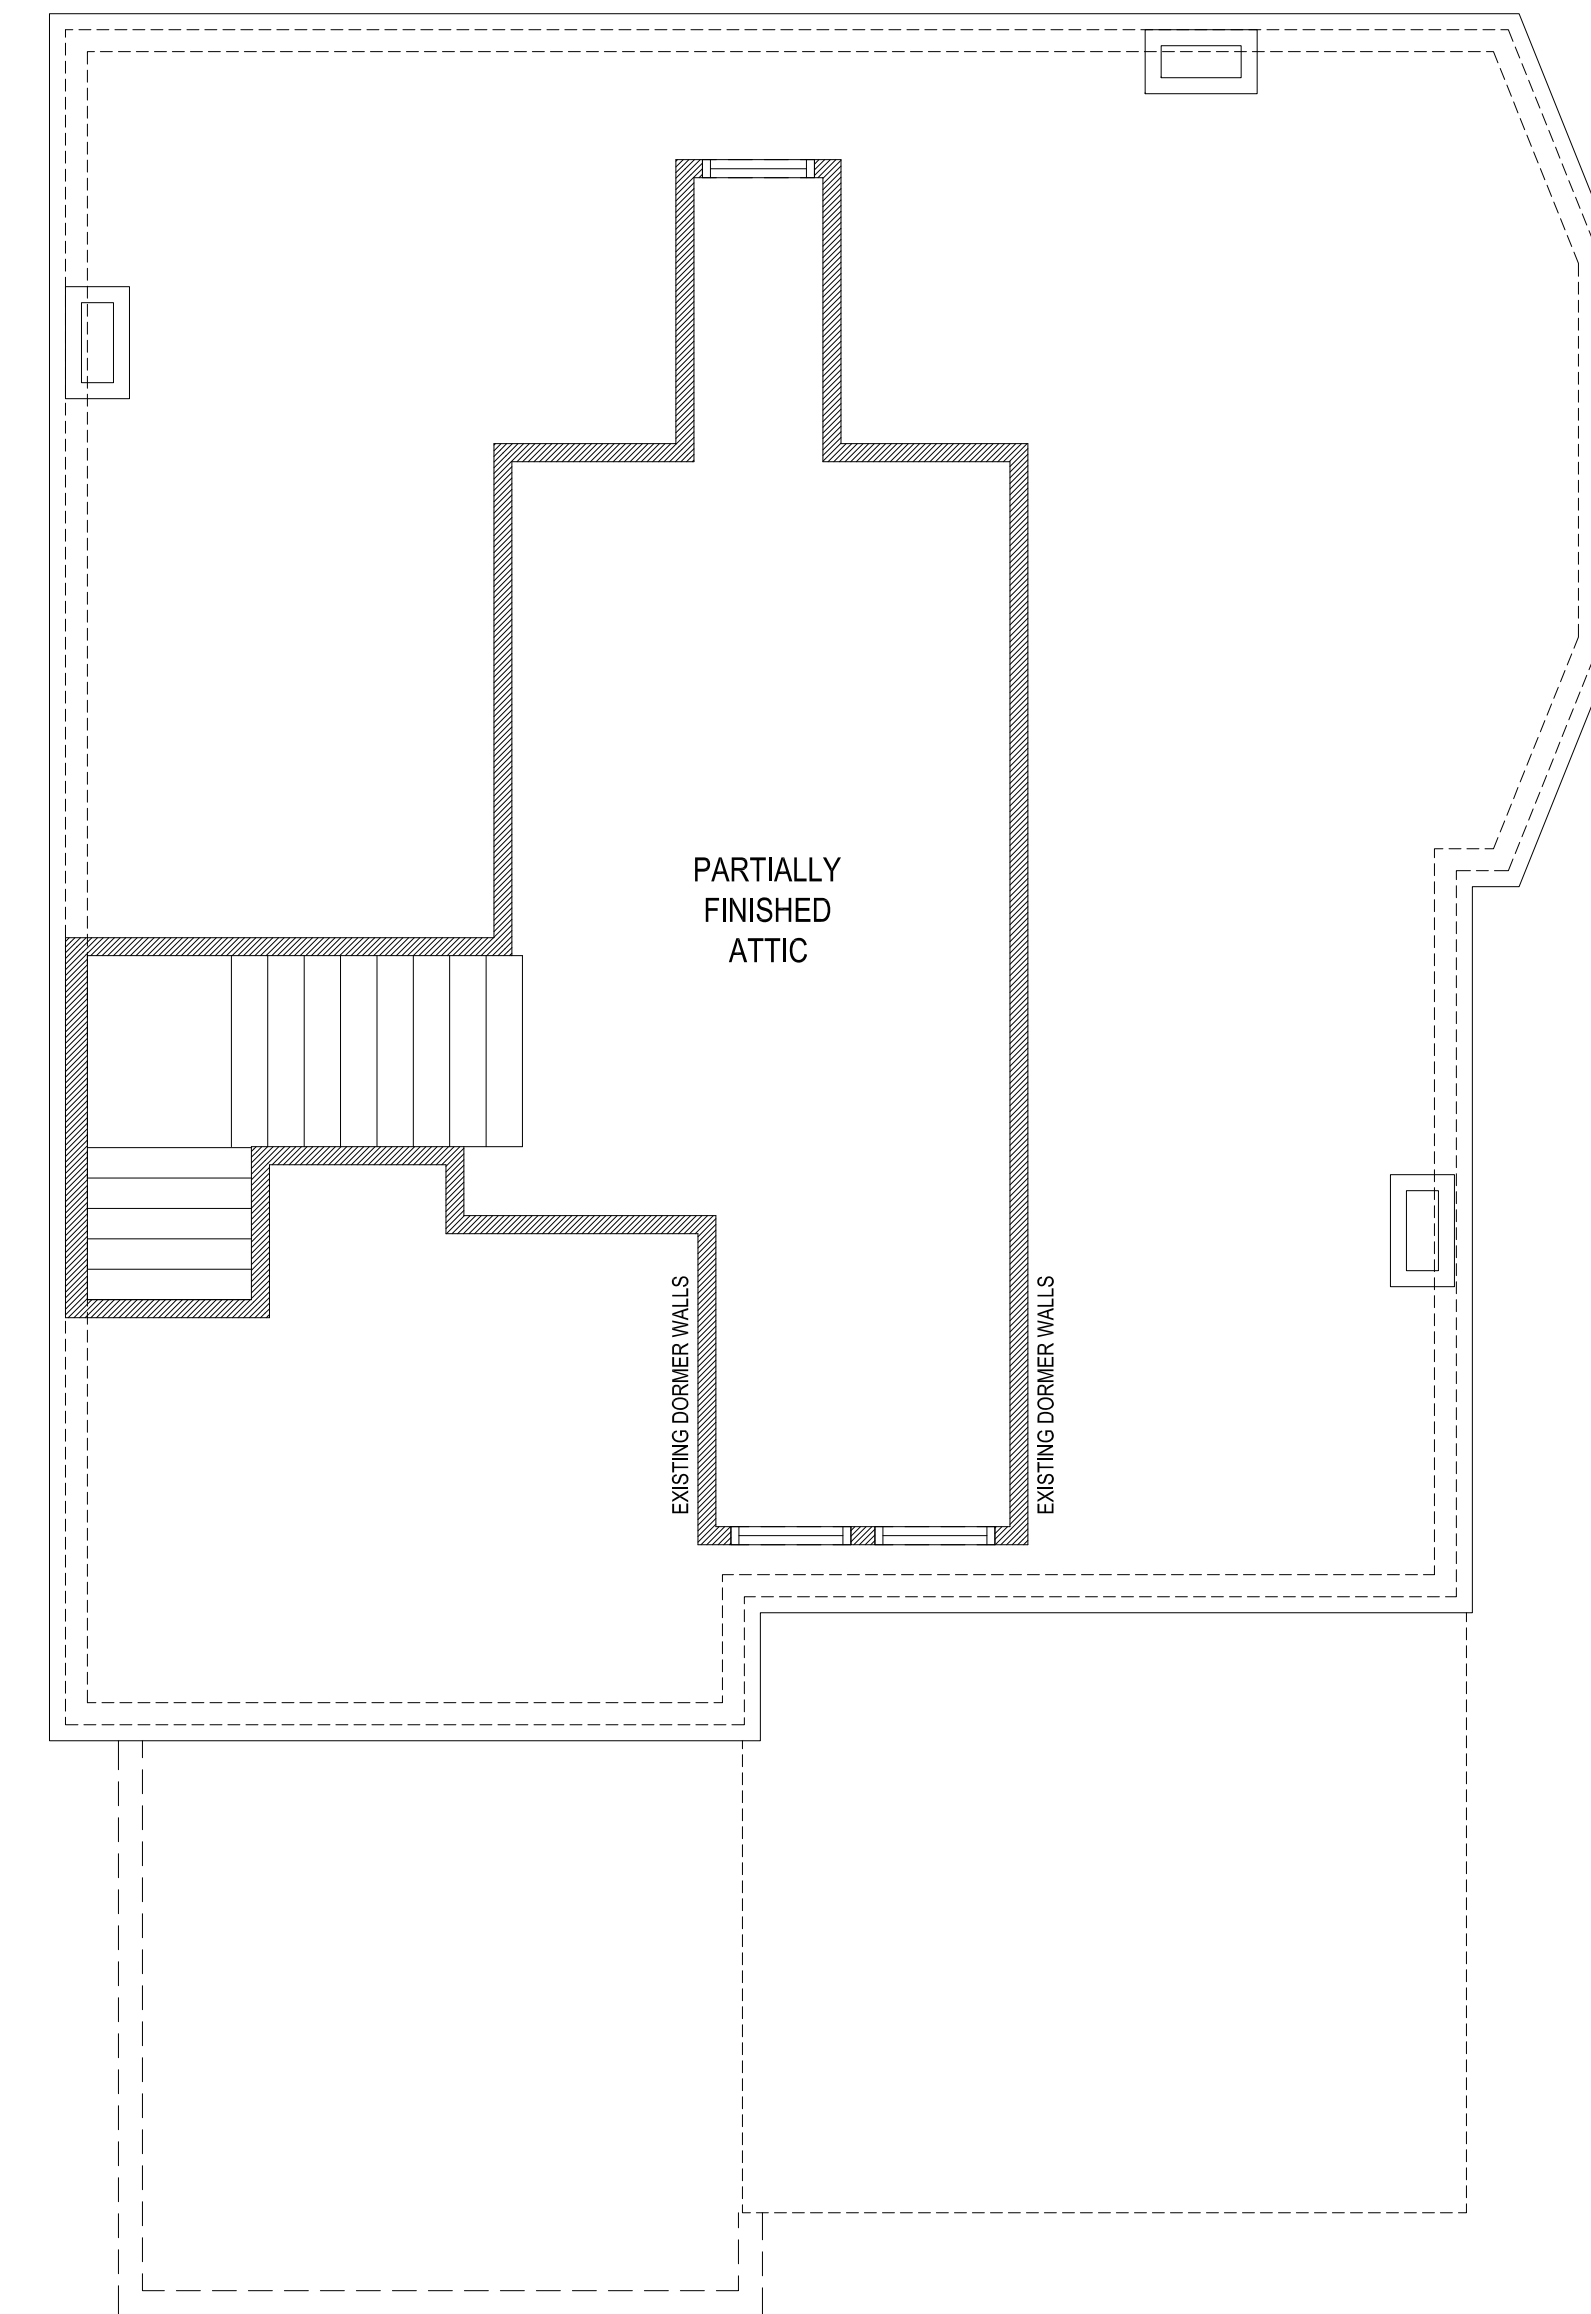 PARTIALLY
FINISHED
ATTIC
EXISTING DORMER WALLS
EXISTING DORMER WALLS